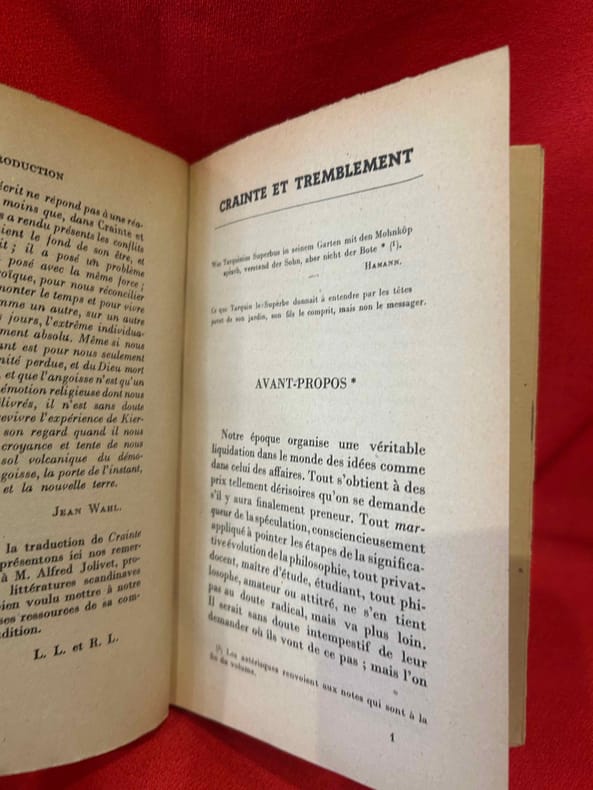 RODUCTION
écrit ne répond pas à une réa-
moins que, dans Crainte et
s a rendu présents les conflits
aient le fond de son être, et
it ; il a posé un problème
posé avec la même force ;
oïque, pour nous réconcilier
monter le temps et pour vivre
mme un autre, sur un autre
s jours, l'extrême individua-
ment absolu. Même si nous
ant est pour nous seulement
nité perdue, et du Dieu mort
, et que l'angoisse n'est qu'un
émotion religieuse dont nous
livrés, il n'est sans doute
revivre l'expérience de Kier-
son regard quand il nous
croyance et tente de nous
sol volcanique du démo-
goisse, la porte de l'instant,
et la nouvelle terre.
JEAN WAHL.
la traduction de Crainte
présentons ici nos remer-
à M. Alfred Jolivet, pro-
littératures scandinaves
bien voulu mettre à notre
ses ressources de sa com-
dition.
L. L. et R. L.
CRAINTE ET TREMBLEMENT
Was Tarquinius Superbus in seinem Garten mit den Mohnköp
sprach, verstand der Sohn, aber nicht der Bote * (¹).
HAMANN.
Ce que Tarquin le Superbe donnait à entendre par les têtes
pavot de son jardin, son fils le comprit, mais non le messager.
AVANT-PROPOS *
Notre époque organise une véritable
liquidation dans le monde des idées comme
dans celui des affaires. Tout s'obtient à des
prix tellement dérisoires qu'on se demande
s'il y aura finalement preneur. Tout mar-
queur de la spéculation, consciencieusement
appliqué à pointer les étapes de la significa-
tive évolution de la philosophie, tout privat-
docent, maître d'étude, étudiant, tout phi-
losophe, amateur ou attitré, ne s'en tient
pas au doute radical, mais va plus loin.
Il serait sans doute intempestif de leur
demander où ils vont de ce pas ; mais l'on
(¹) Les astérisques renvoient aux notes qui sont à la
fin du volume.
1